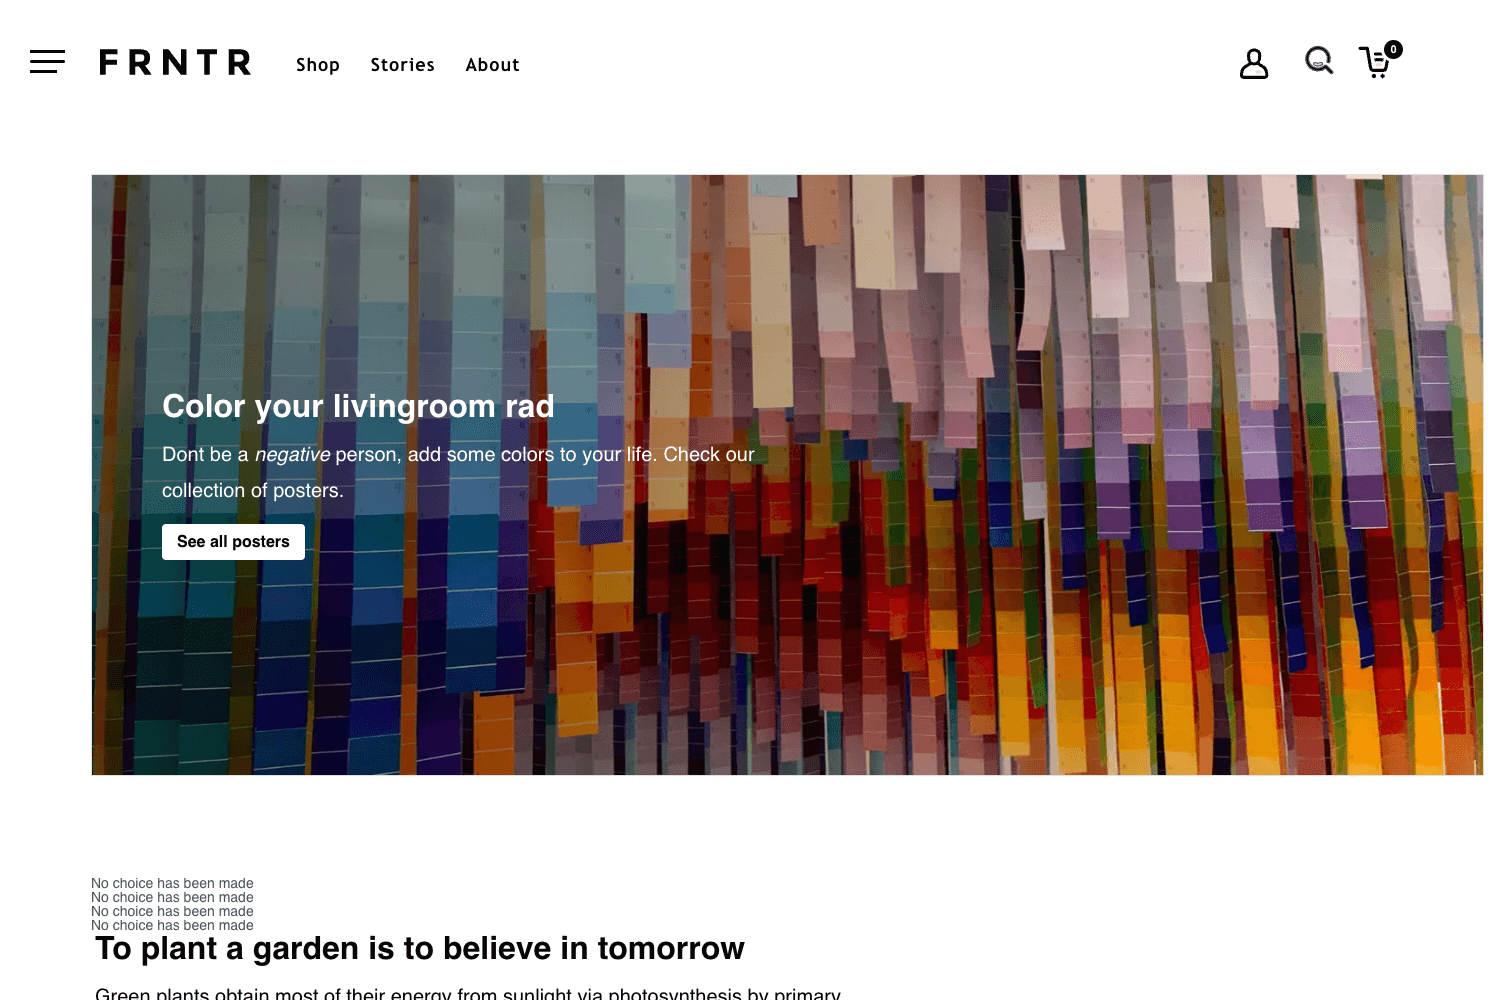 FRNTR
Shop Stories About
0
Color your livingroom rad
Dont be a negative person, add some colors to your life. Check our
collection of posters.
See all posters
No choice has been made
No choice has been made
No choice has been made
No choice has been made
To plant a garden is to believe in tomorrow
Green plants obtain most of their energy from sunlight via photosynthesis by primary